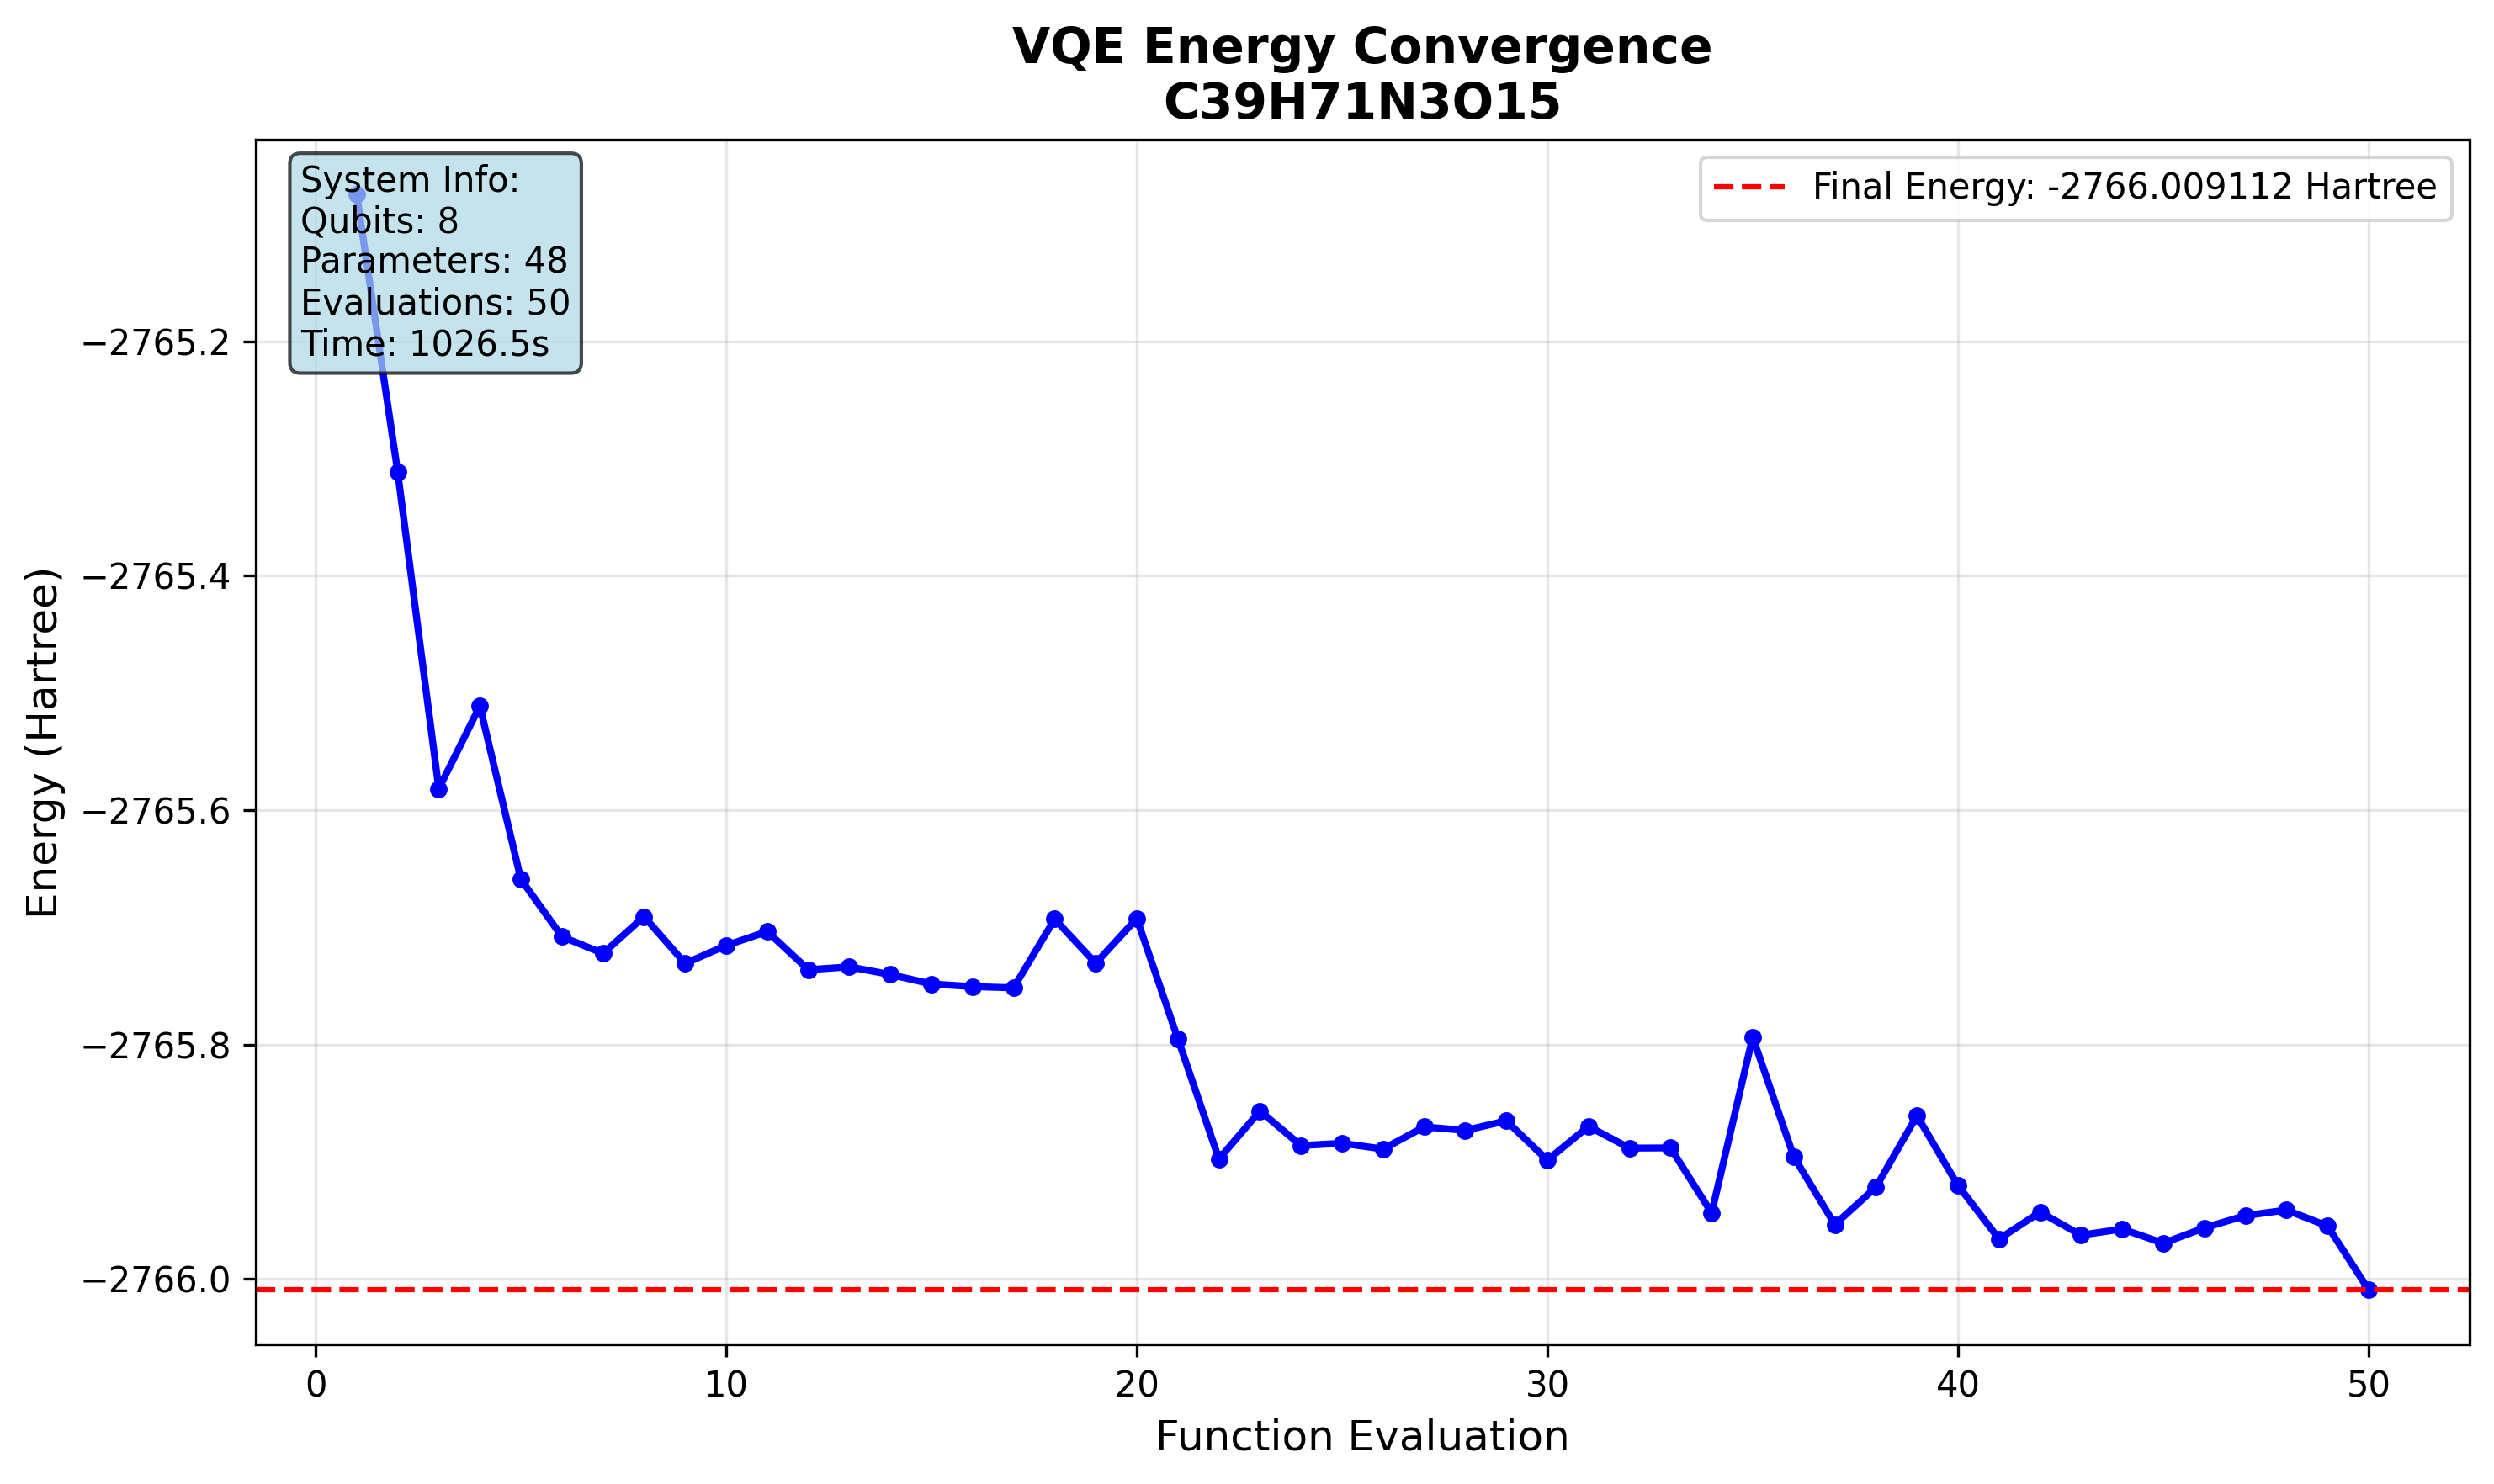 VQE Energy Convergence
C39H71N3O15
System Info:
Qubits: 8
Parameters: 48
Evaluations: 50
Time: 1026.5s
Final Energy: -2766.009112 Hartree
Energy (Hartree)
−2765.2
−2765.4
−2765.6
−2765.8
−2766.0
0 10 20 30 40 50
Function Evaluation